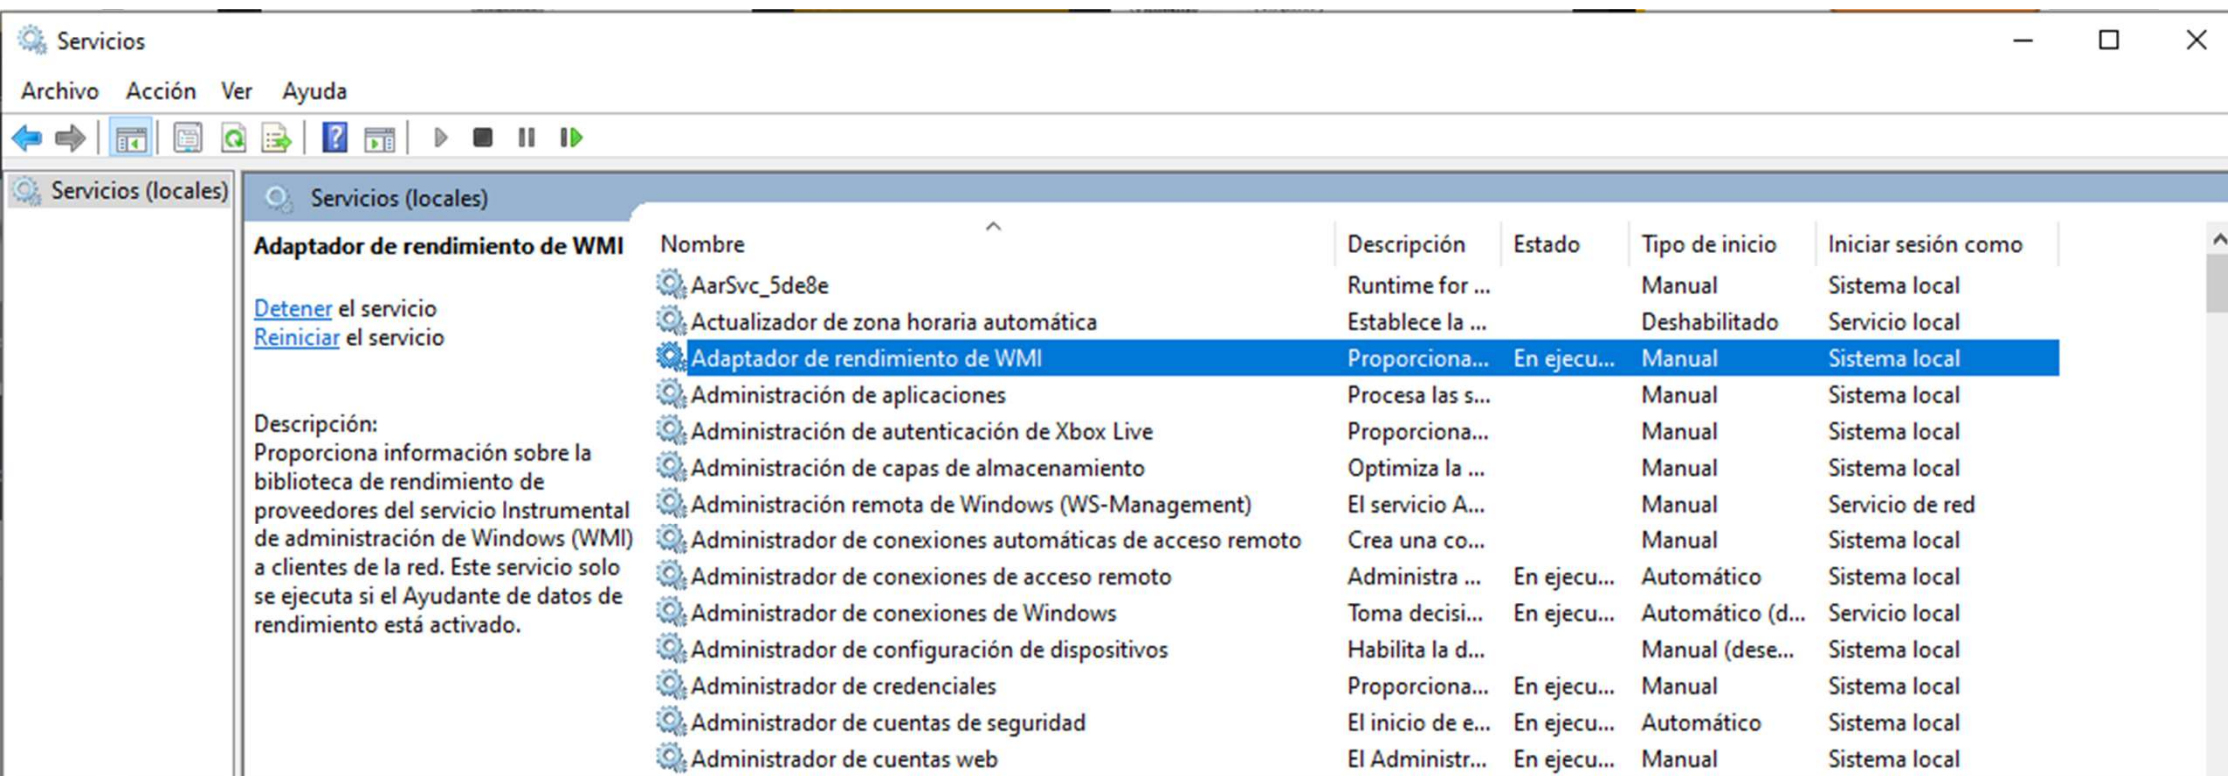 Servicios
Archivo Acción Ver Ayuda
Servicios (locales)
Servicios (locales)
Adaptador de rendimiento de WMI
Detener el servicio
Reiniciar el servicio
Descripción:
Proporciona información sobre la
biblioteca de rendimiento de
proveedores del servicio Instrumental
de administración de Windows (WMI)
a clientes de la red. Este servicio solo
se ejecuta si el Ayudante de datos de
rendimiento está activado.
Nombre Descripción Estado Tipo de inicio Iniciar sesión como
AarSvc_5de8e Runtime for ... Manual Sistema local
Actualizador de zona horaria automática Establece la ... Deshabilitado Servicio local
Adaptador de rendimiento de WMI Proporciona... En ejecu... Manual Sistema local
Administración de aplicaciones Procesa las s... Manual Sistema local
Administración de autenticación de Xbox Live Proporciona... Manual Sistema local
Administración de capas de almacenamiento Optimiza la ... Manual Sistema local
Administración remota de Windows (WS-Management) El servicio A... Manual Servicio de red
Administrador de conexiones automáticas de acceso remoto Crea una co... Manual Sistema local
Administrador de conexiones de acceso remoto Administra ... En ejecu... Automático Sistema local
Administrador de conexiones de Windows Toma decisi... En ejecu... Automático (d... Servicio local
Administrador de configuración de dispositivos Habilita la d... Manual (dese... Sistema local
Administrador de credenciales Proporciona... En ejecu... Manual Sistema local
Administrador de cuentas de seguridad El inicio de e... En ejecu... Automático Sistema local
Administrador de cuentas web El Administr... En ejecu... Manual Sistema local